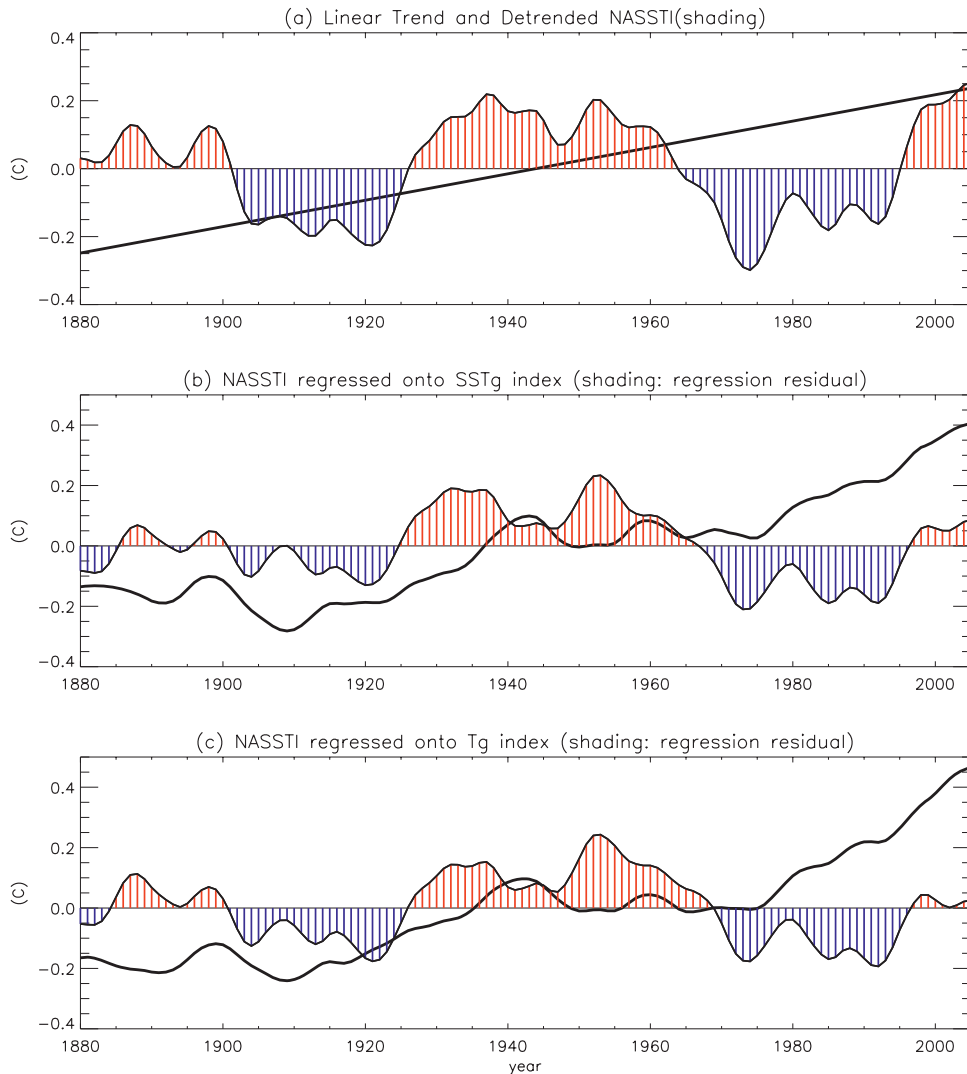 (a) Linear Trend and Detrended NASSTI(shading)
0.4
0.2
0.0
−0.2
−0.4
(C)
1880 1900 1920 1940 1960 1980 2000
(b) NASSTI regressed onto SSTg index (shading: regression residual)
0.4
0.2
0.0
−0.2
−0.4
(C)
1880 1900 1920 1940 1960 1980 2000
(c) NASSTI regressed onto Tg index (shading: regression residual)
0.4
0.2
0.0
−0.2
−0.4
(C)
1880 1900 1920 1940 1960 1980 2000
year